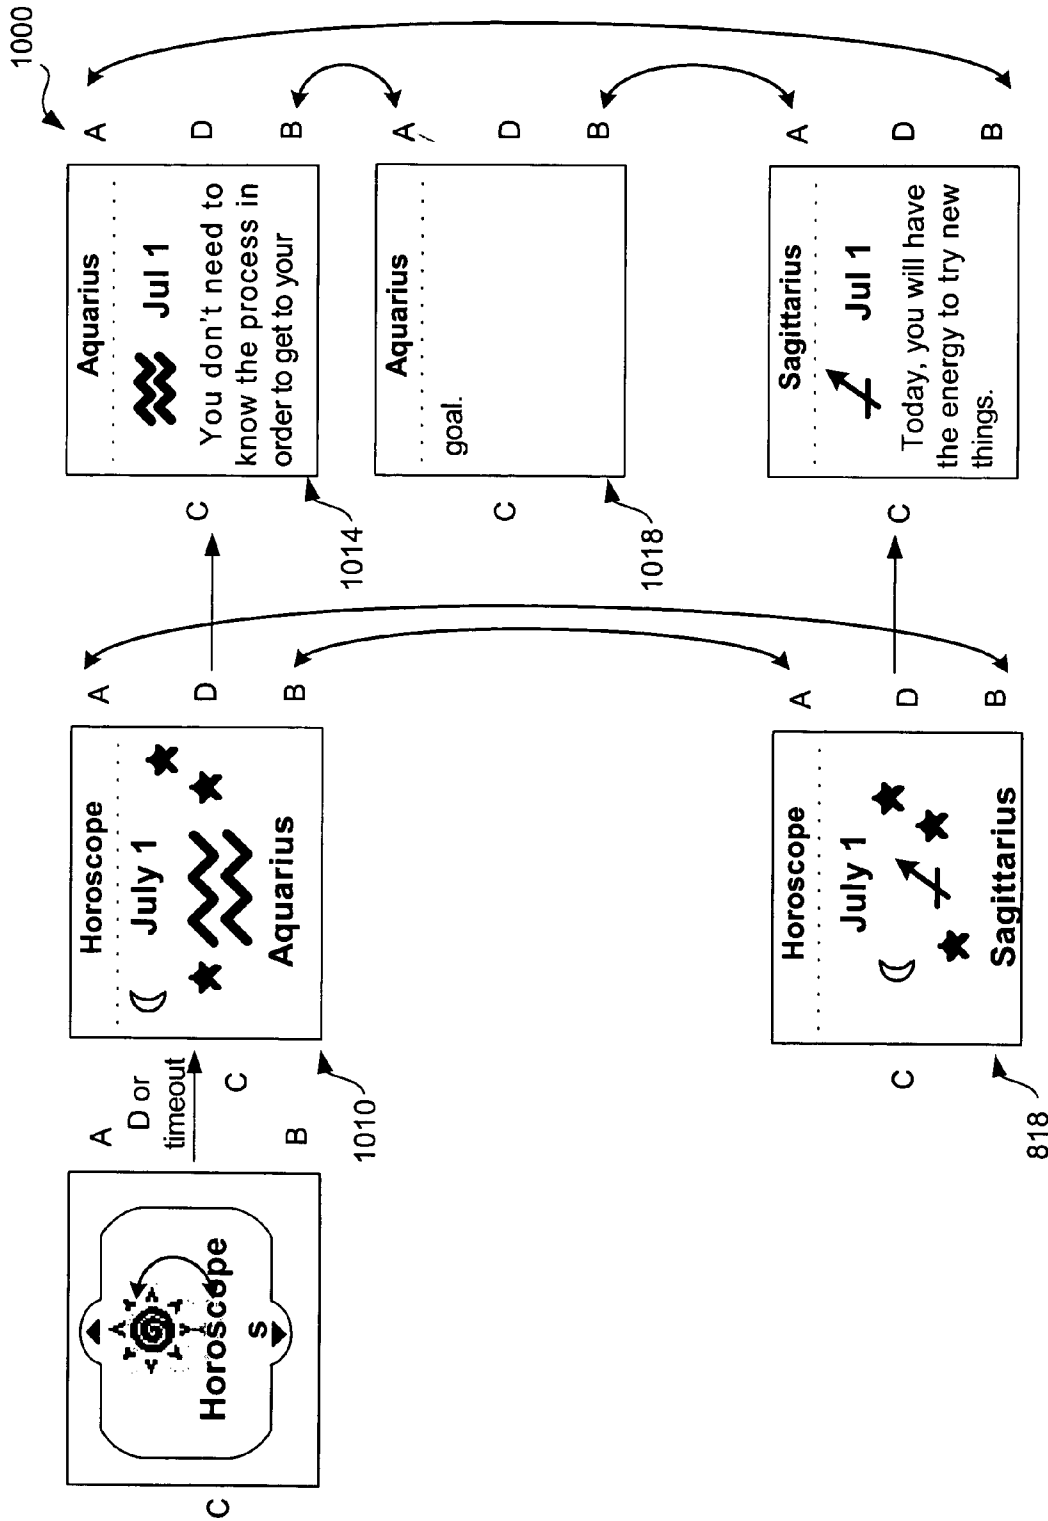 1000
C
Horoscope
s
A
D or
timeout
B
C
Horoscope
July 1
Aquarius
1010
A
D
B
C
Aquarius
Jul 1
You don't need to
know the process in
order to get to your
1014
A
D
B
C
Aquarius
goal.
1018
A
D
B
C
Horoscope
July 1
Sagittarius
818
A
D
B
C
Sagittarius
Jul 1
Today, you will have
the energy to try new
things.
A
D
B